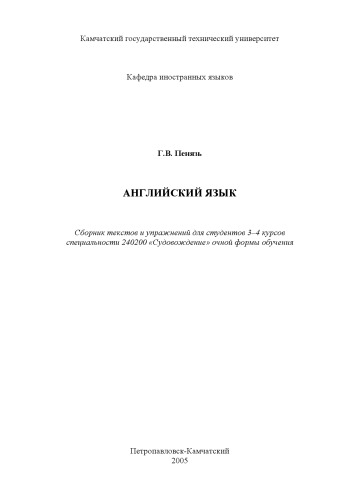 Камчатский государственный технический университет
Кафедра иностранных языков
Г.В. Пенязь
АНГЛИЙСКИЙ ЯЗЫК
Сборник текстов и упражнений для студентов 3–4 курсов
специальности 240200 «Судовождение» очной формы обучения
Петропавловск-Камчатский
2005